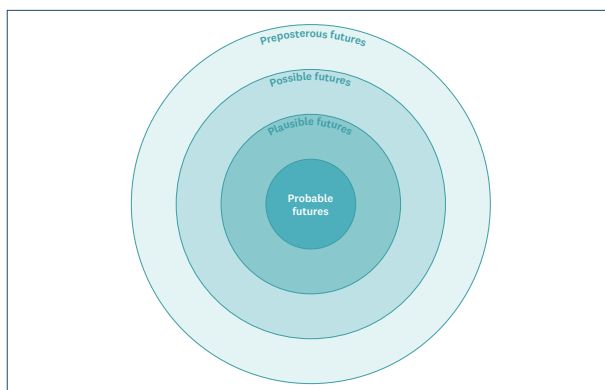 Preposterous futures
Possible futures
Plausible futures
Probable
futures